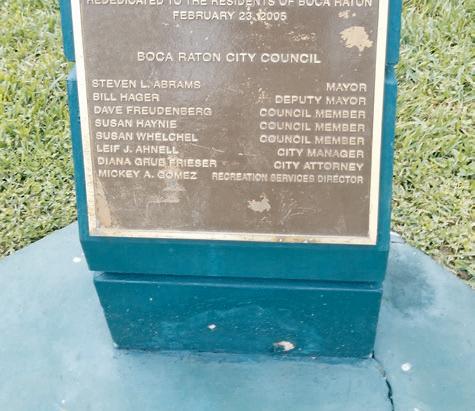 REDEDICATED TO THE RESIDENTS OF BOCA RATON
FEBRUARY 23, 2005
BOCA RATON CITY COUNCIL
STEVEN L. ABRAMS MAYOR
BILL HAGER DEPUTY MAYOR
DAVE FREUDENBERG COUNCIL MEMBER
SUSAN HAYNIE COUNCIL MEMBER
SUSAN WHELCHEL COUNCIL MEMBER
LEIF J. AHNELL CITY MANAGER
DIANA GRUB FRIESER CITY ATTORNEY
MICKEY A. GOMEZ RECREATION SERVICES DIRECTOR